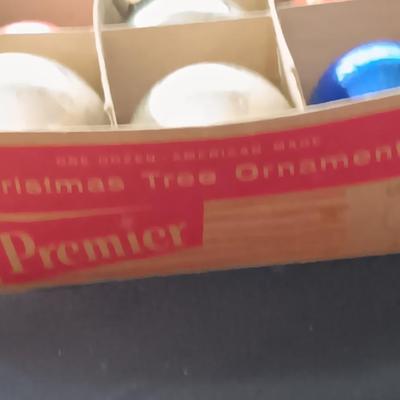 ONE DOZEN - AMERICAN MADE
ristmas Tree Ornament
Premier